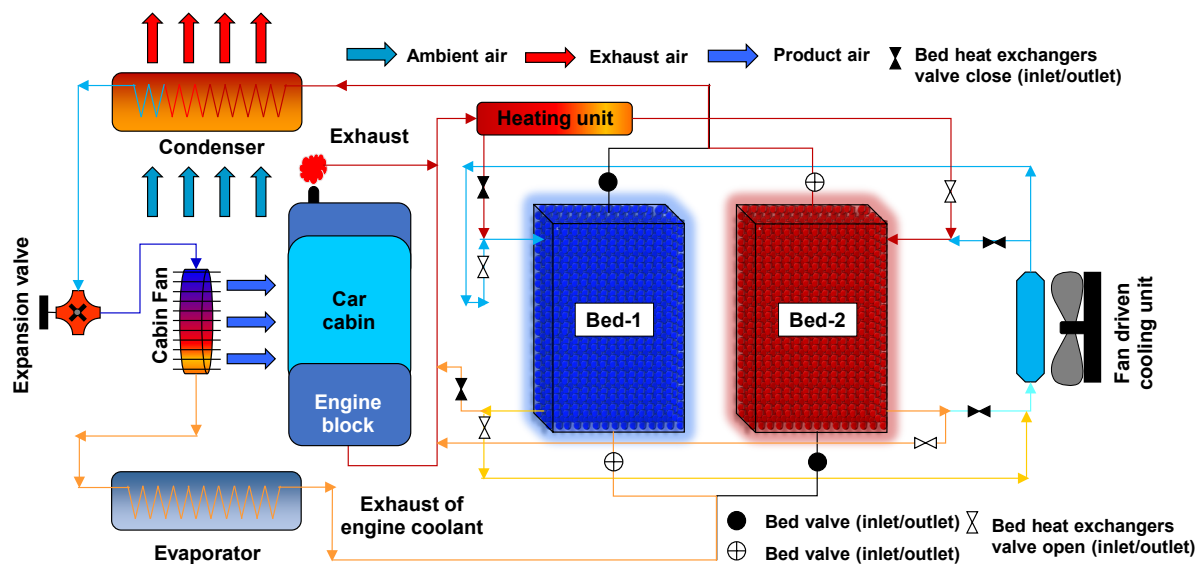 Ambient air
Exhaust air
Product air
Bed heat exchangers
valve close (inlet/outlet)
Condenser
Exhaust
Heating unit
Expansion valve
Cabin Fan
Car
cabin
Engine
block
Bed-1
Bed-2
Fan driven
cooling unit
Evaporator
Exhaust of
engine coolant
Bed valve (inlet/outlet)
Bed valve (inlet/outlet)
Bed heat exchangers
valve open (inlet/outlet)